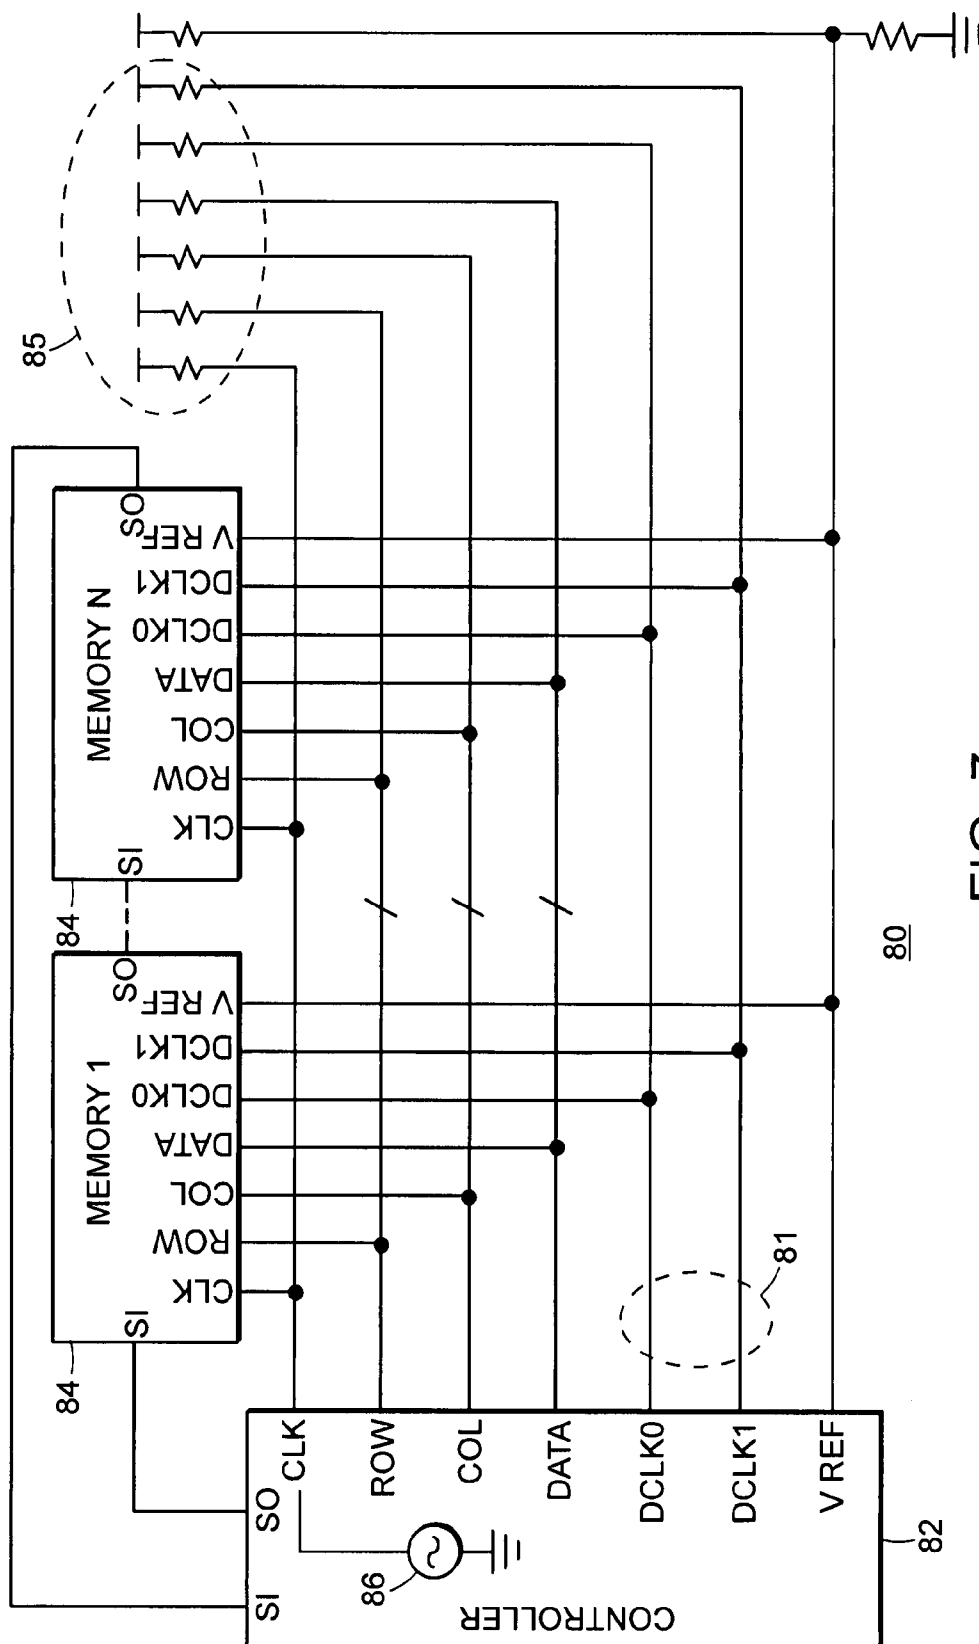 85
MEMORY 1
SI
SO
CLK
ROW
COL
DATA
DCLK0
DCLK1
V REF
84
MEMORY N
SI
SO
CLK
ROW
COL
DATA
DCLK0
DCLK1
V REF
84
SI
SO
CLK
ROW
COL
DATA
DCLK0
DCLK1
V REF
CONTROLLER
86
82
81
80